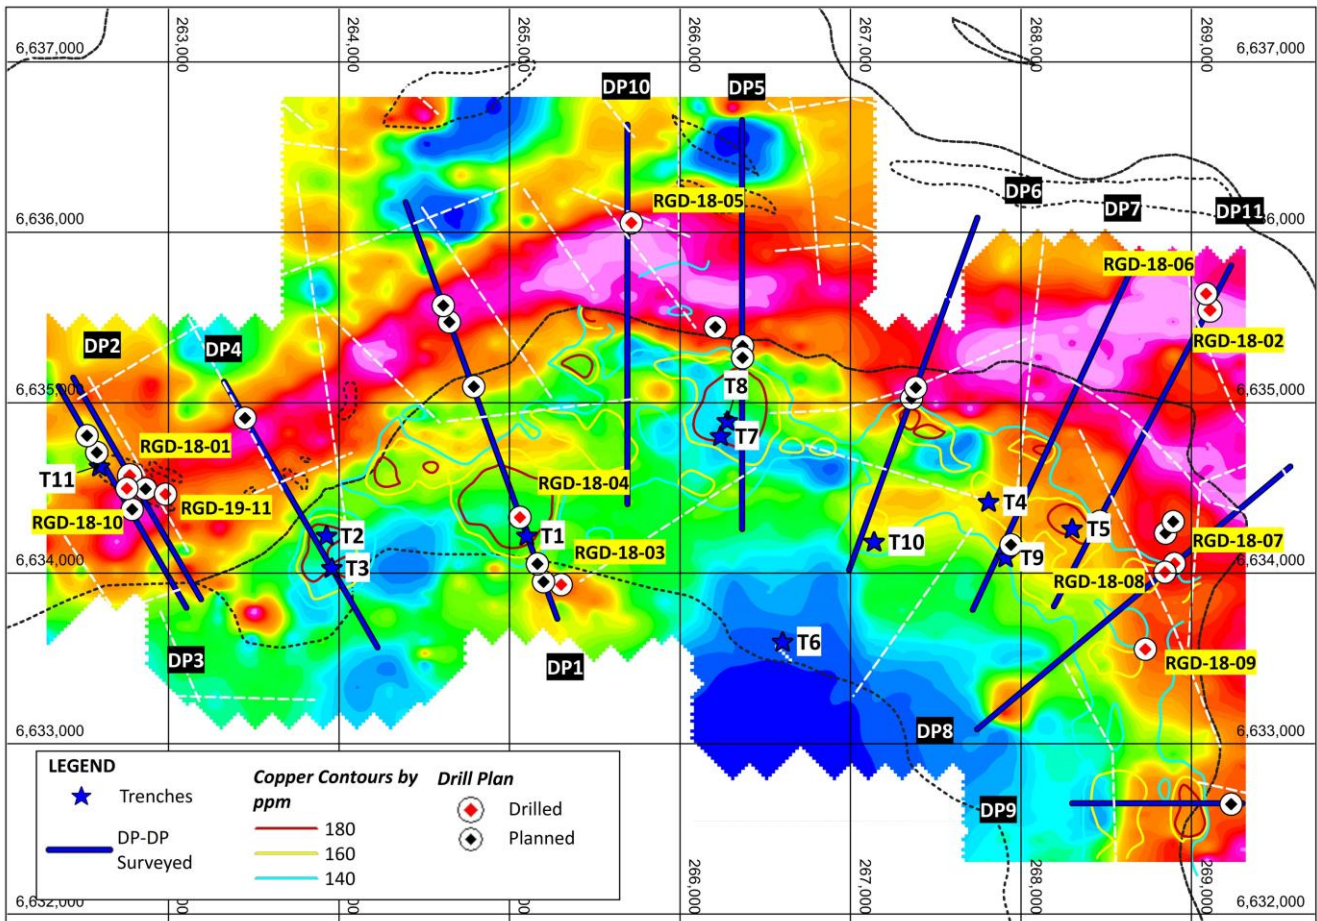 263,000
264,000
265,000
266,000
267,000
268,000
269,000
6,637,000
6,637,000
DP10
DP5
DP6
DP7
DP11
RGD-18-05
6,636,000
6,636,000
RGD-18-06
DP2
DP4
RGD-18-02
6,635,000
6,635,000
T8
T7
RGD-18-01
T11
RGD-18-04
RGD-19-11
RGD-18-10
T4
T5
T2
T1
T10
RGD-18-07
RGD-18-03
T9
T3
RGD-18-08
6,634,000
6,634,000
T6
DP3
DP1
RGD-18-09
DP8
6,633,000
6,633,000
DP9
LEGEND
Trenches
DP-DP
Surveyed
Copper Contours by
ppm
180
160
140
Drill Plan
Drilled
Planned
6,632,000
6,632,000
263,000
264,000
265,000
266,000
267,000
268,000
269,000